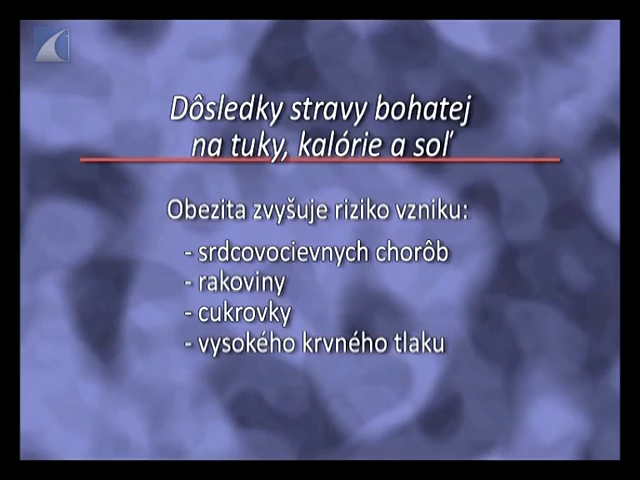 Dôsledky stravy bohatej
na tuky, kalórie a soľ
Obezita zvyšuje riziko vzniku:
- srdcovocievnych chorôb
- rakoviny
- cukrovky
- vysokého krvného tlaku